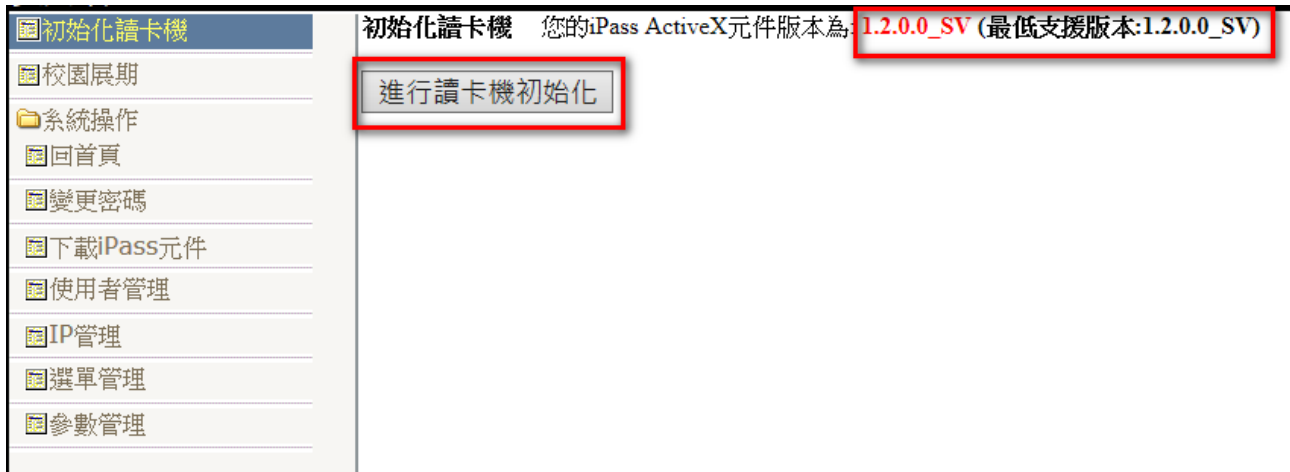 初始化讀卡機
校園展期
系統操作
回首頁
變更密碼
下載iPass元件
使用者管理
IP管理
選單管理
參數管理
初始化讀卡機 您的iPass ActiveX元件版本為:1.2.0.0_SV (最低支援版本:1.2.0.0_SV)
進行讀卡機初始化